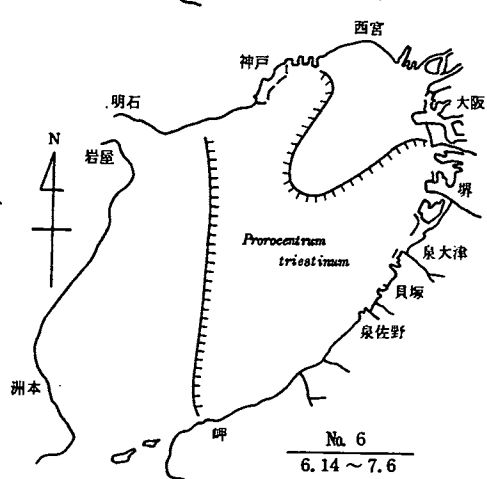 西宮
神戸
大阪
明石
N
岩屋
堺
Prorocentrum
triestinum
泉大津
貝塚
泉佐野
洲本
岬
No. 6
6.14～7.6